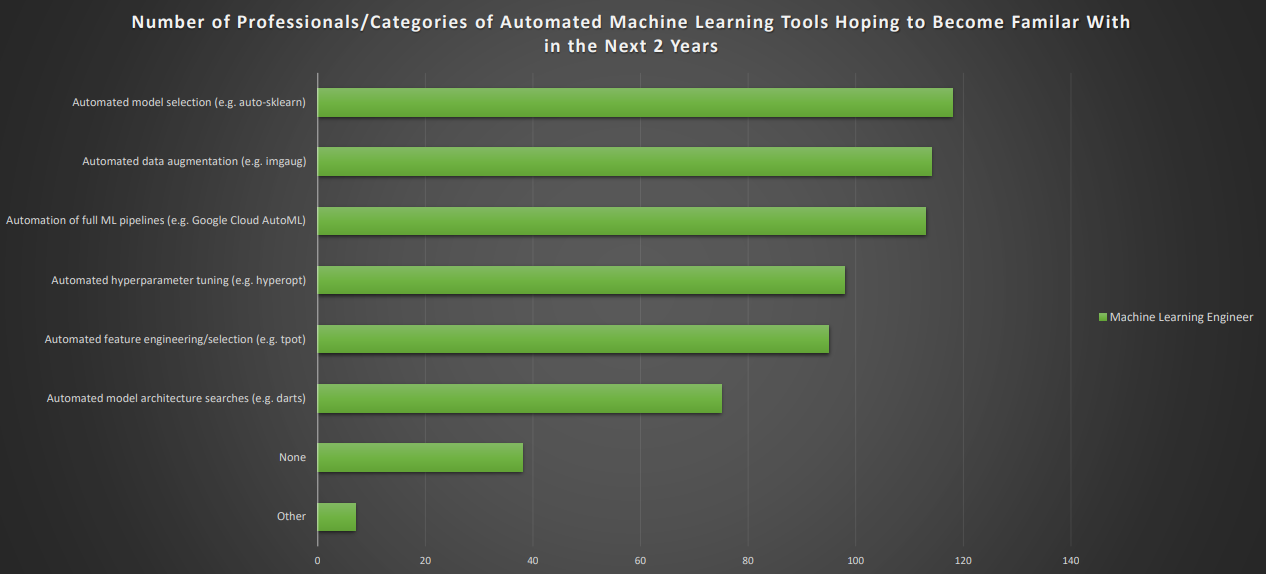 Number of Professionals/Categories of Automated Machine Learning Tools Hoping to Become Familar With
in the Next 2 Years
Automated model selection (e.g. auto-sklearn)
Automated data augmentation (e.g. imgaug)
Automation of full ML pipelines (e.g. Google Cloud AutoML)
Automated hyperparameter tuning (e.g. hyperopt)
Automated feature engineering/selection (e.g. tpot)
Automated model architecture searches (e.g. darts)
None
Other
0 20 40 60 80 100 120 140
Machine Learning Engineer